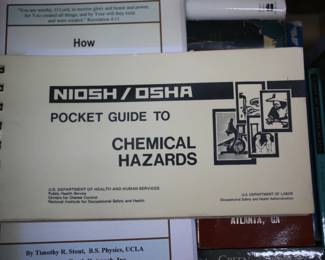 "You are worthy, O Lord, to receive glory and honor and power,
for You created all things, and by Your will they exist
and were created." Revelation 4:11
How
NIOSH/OSHA
POCKET GUIDE TO
CHEMICAL
HAZARDS
U.S. DEPARTMENT OF HEALTH AND HUMAN SERVICES
Public Health Service
Centers for Disease Control
National Institute for Occupational Safety and Health
U.S. DEPARTMENT OF LABOR
Occupational Safety and Health Administration
ATLANTA, GA
By Timothy R. Stout, B.S. Physics, UCLA